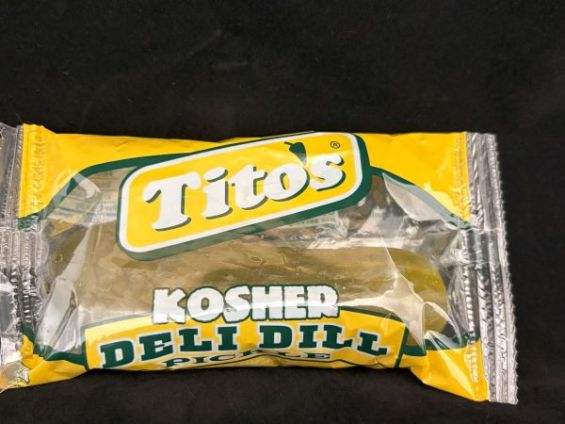 Tito's®
KOSHER
DELI DILL
PICKLE